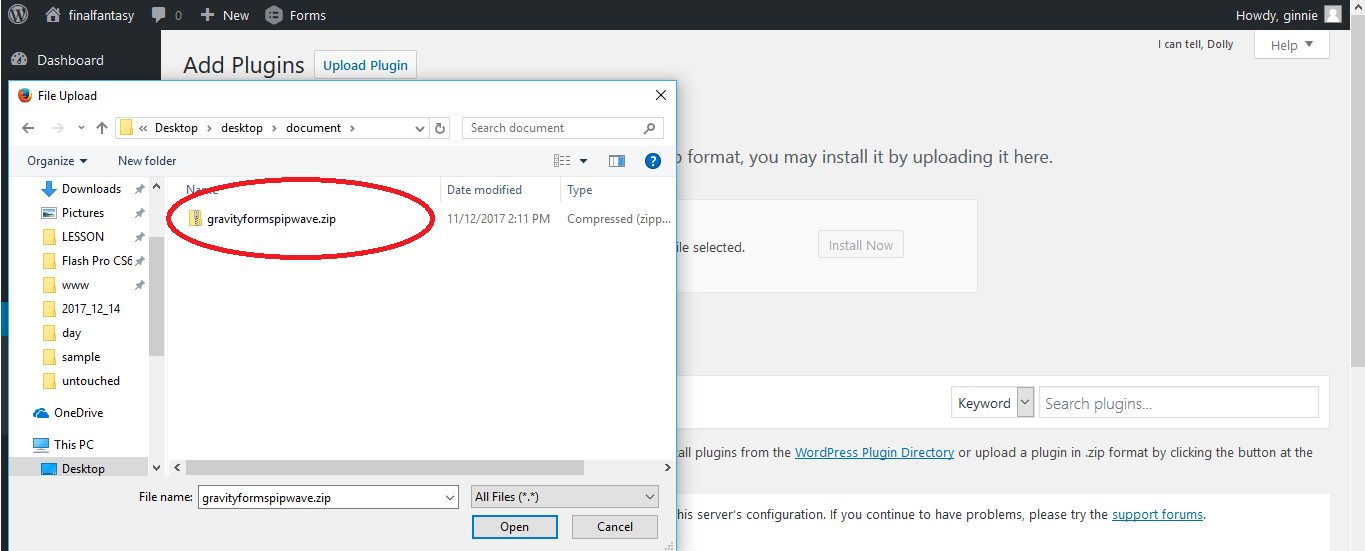 finalfantasy 0 New Forms Howdy, ginnie
Dashboard
I can tell, Dolly Help
Add Plugins Upload Plugin
File Upload
« Desktop desktop document Search document
Organize New folder
format, you may install it by uploading it here.
Name Date modified Type
gravityformspipwave.zip 11/12/2017 2:11 PM Compressed (zipp...
Downloads
Pictures
LESSON
Flash Pro CS6
www
2017_12_14
day
sample
untouched
OneDrive
This PC
Desktop
ile selected. Install Now
Keyword Search plugins...
all plugins from the WordPress Plugin Directory or upload a plugin in .zip format by clicking the button at the
File name: gravityformspipwave.zip All Files (*.*)
Open Cancel
his server's configuration. If you continue to have problems, please try the support forums.